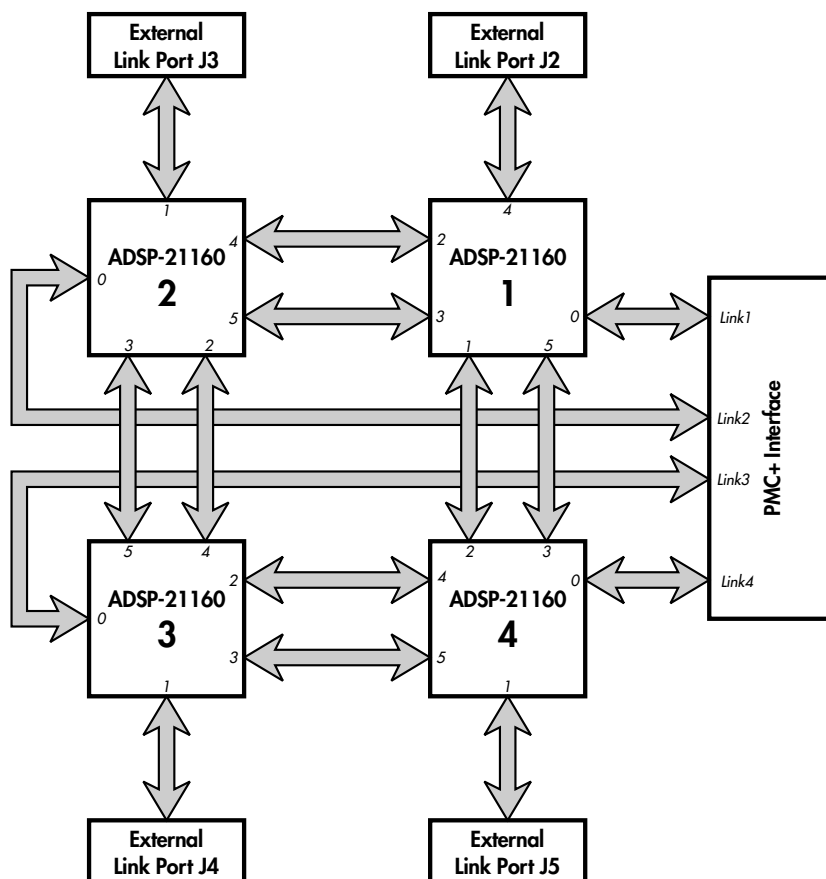 External
Link Port J3
External
Link Port J2
1
4
ADSP-21160
2
0
4
5
3
2
ADSP-21160
1
2
3
0
1
5
Link1
Link2
Link3
Link4
PMC+ Interface
5
4
ADSP-21160
3
2
0
3
1
2
3
ADSP-21160
4
4
0
5
1
External
Link Port J4
External
Link Port J5